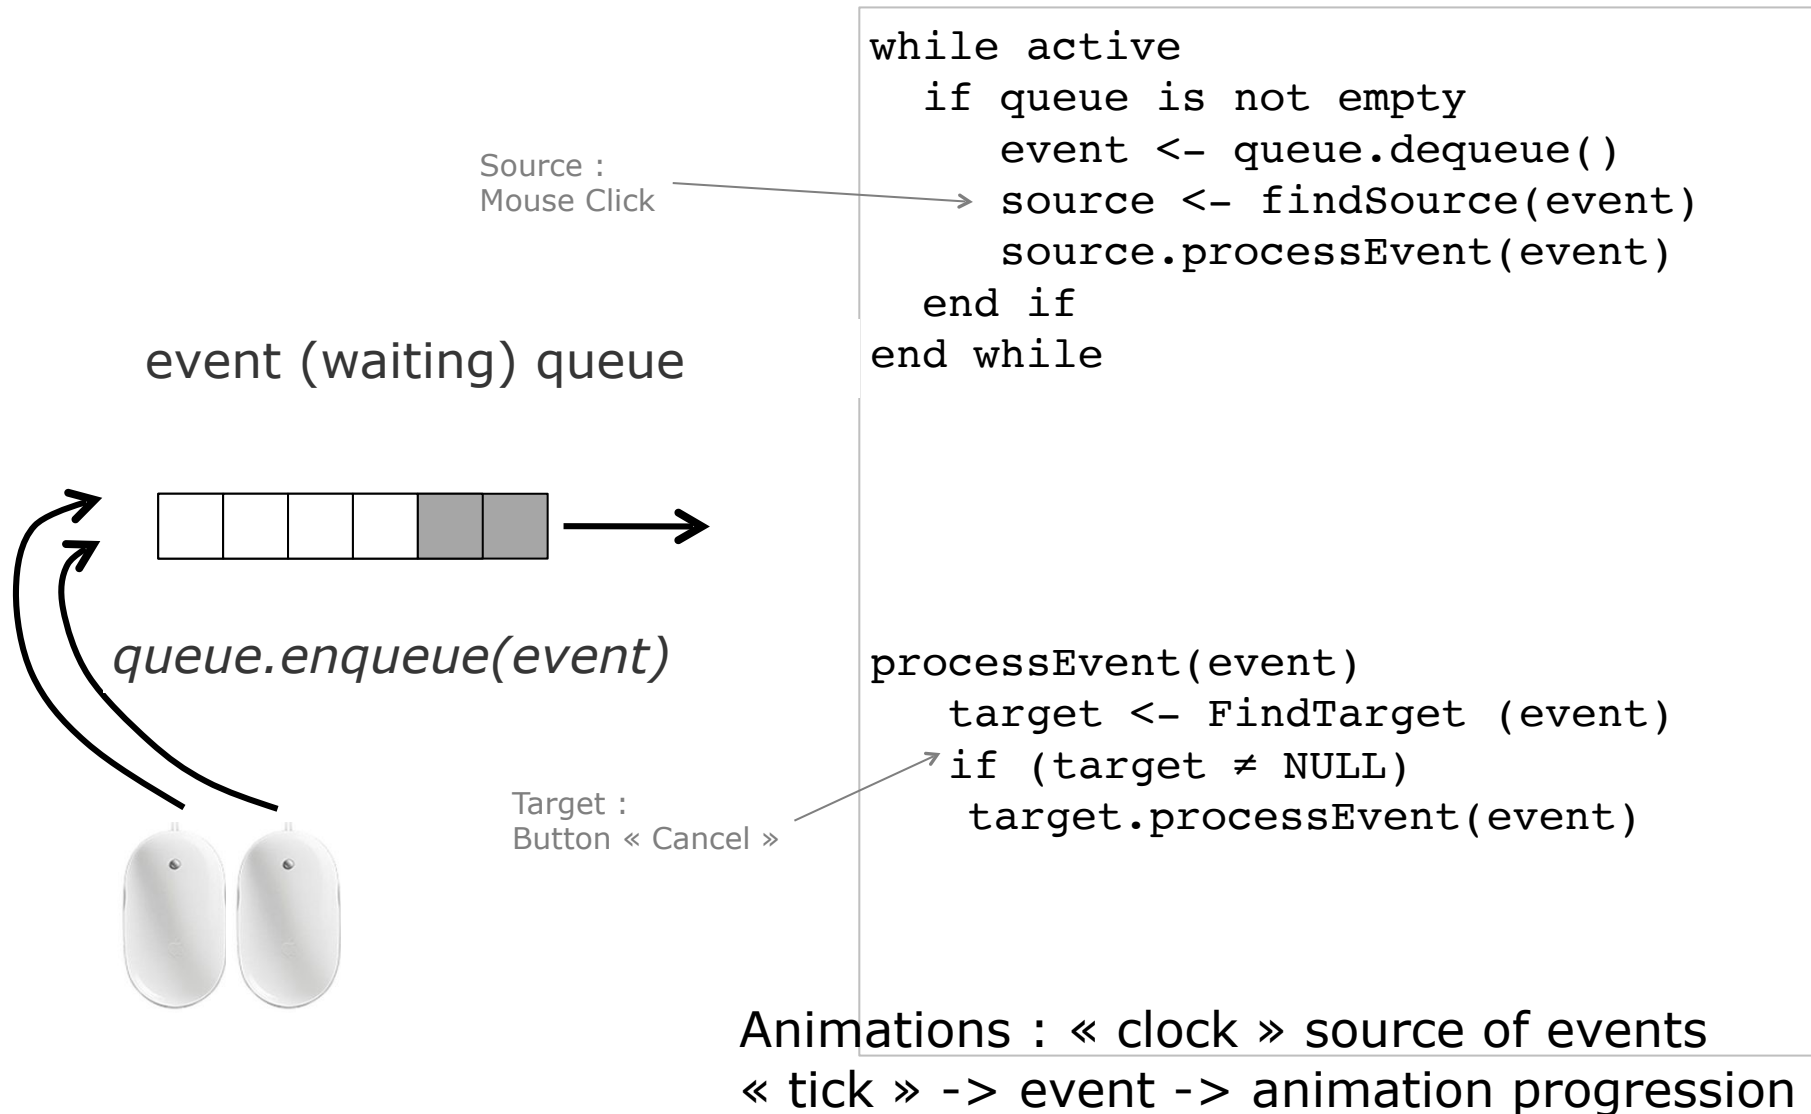 while active
if queue is not empty
event <- queue.dequeue()
source <- findSource(event)
source.processEvent(event)
end if
end while
Source :
Mouse Click
event (waiting) queue
queue.enqueue(event)
processEvent(event)
target <- FindTarget (event)
if (target ≠ NULL)
target.processEvent(event)
Target :
Button « Cancel »
Animations : « clock » source of events
« tick » -> event -> animation progression